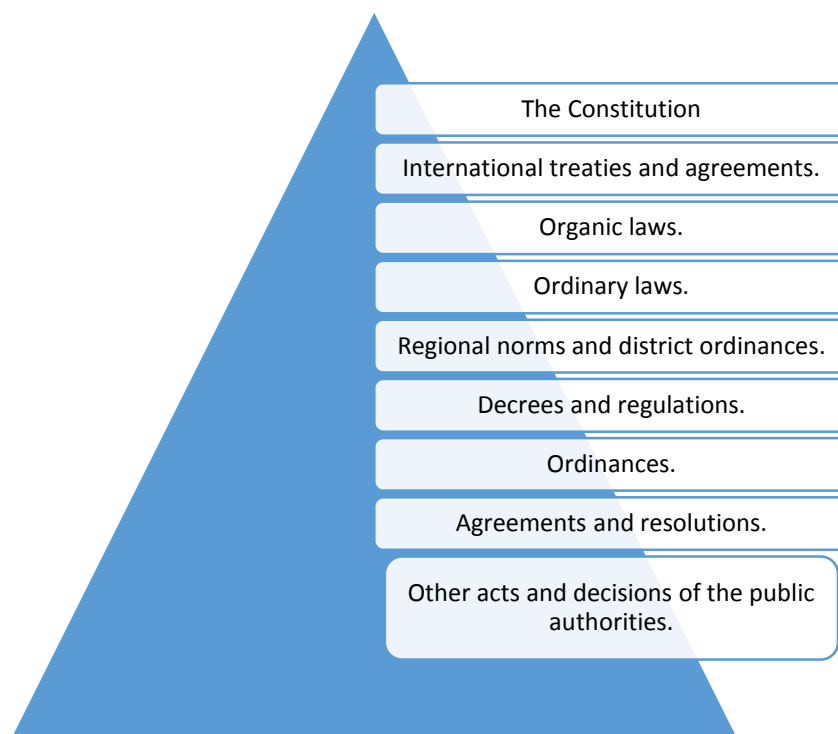 The Constitution
International treaties and agreements.
Organic laws.
Ordinary laws.
Regional norms and district ordinances.
Decrees and regulations.
Ordinances.
Agreements and resolutions.
Other acts and decisions of the public
authorities.